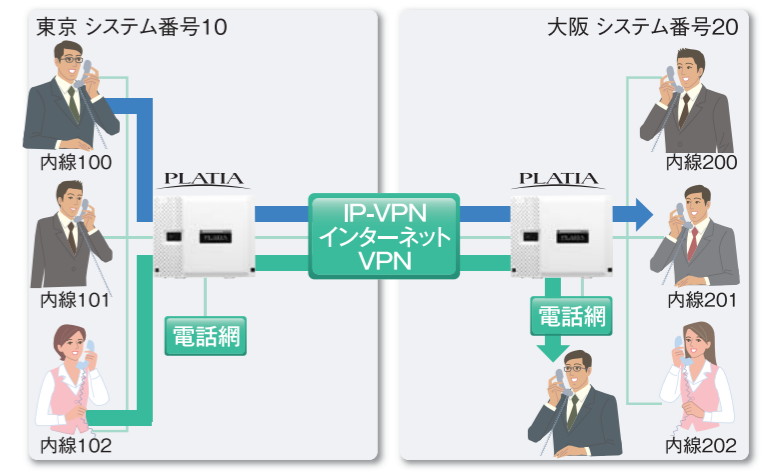 東京 システム番号10
内線100
PLATIA
PLATIA
内線101
電話網
内線102
IP-VPN
インターネット
VPN
大阪 システム番号20
内線200
PLATIA
PLATIA
内線201
電話網
内線202